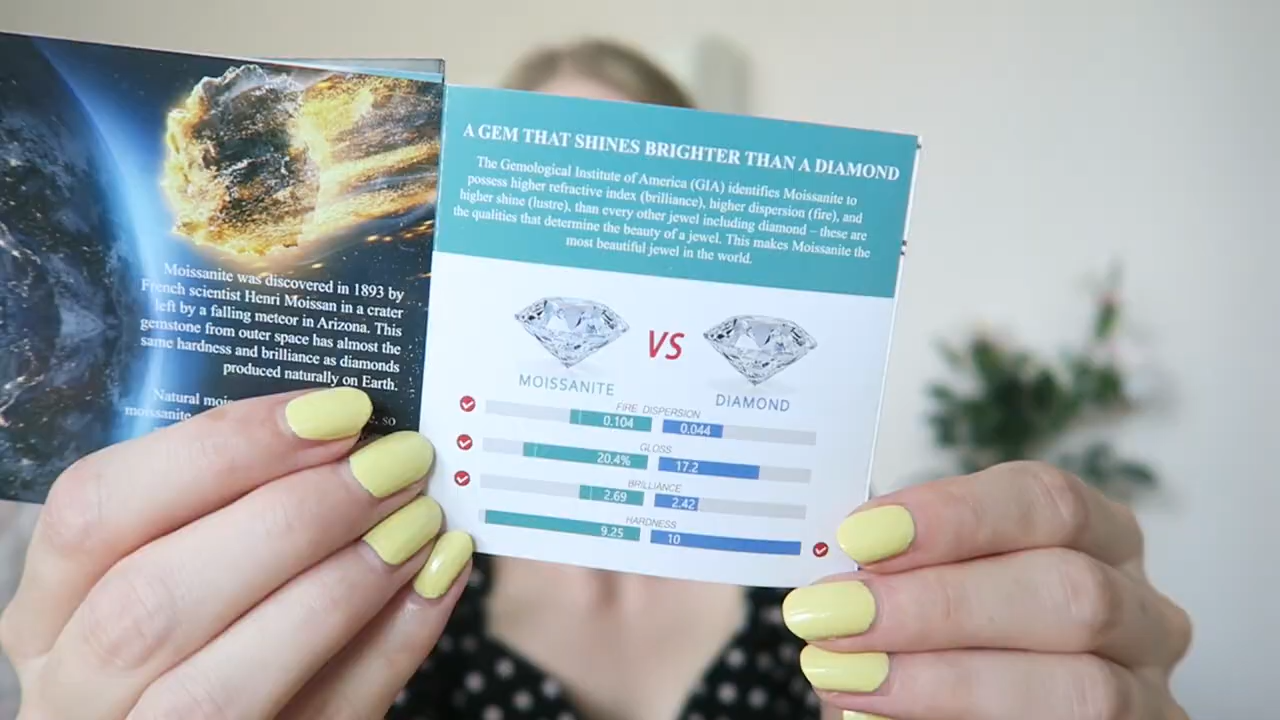 Moissanite was discovered in 1893 by
French scientist Henri Moissan in a crater
left by a falling meteor in Arizona. This
gemstone from outer space has almost the
same hardness and brilliance as diamonds
produced naturally on Earth.
Natural
moissanite
so
A GEM THAT SHINES BRIGHTER THAN A DIAMOND
The Gemological Institute of America (GIA) identifies Moissanite to
possess higher refractive index (brilliance), higher dispersion (fire), and
higher shine (lustre), than every other jewel including diamond – these are
the qualities that determine the beauty of a jewel. This makes Moissanite the
most beautiful jewel in the world.
VS
MOISSANITE
DIAMOND
FIRE DISPERSION
0.104 0.044
GLOSS
20.4% 17.2
BRILLIANCE
2.69 2.42
HARDNESS
9.25 10